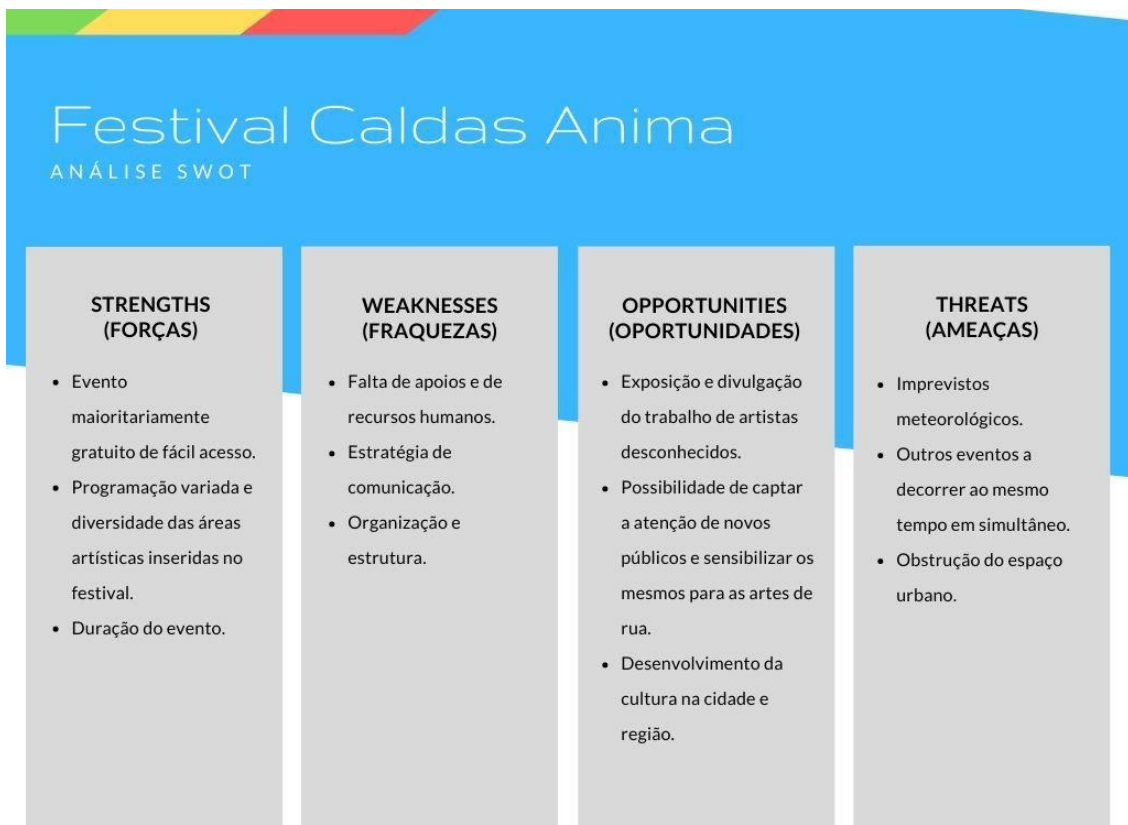 Festival Caldas Anima
ANÁLISE SWOT
STRENGTHS
(FORÇAS)
• Evento
maioritariamente
gratuito de fácil acesso.
• Programação variada e
diversidade das áreas
artísticas inseridas no
festival.
• Duração do evento.
WEAKNESSES
(FRAQUEZAS)
• Falta de apoios e de
recursos humanos.
• Estratégia de
comunicação.
• Organização e
estrutura.
OPPORTUNITIES
(OPORTUNIDADES)
• Exposição e divulgação
do trabalho de artistas
desconhecidos.
• Possibilidade de captar
a atenção de novos
públicos e sensibilizar os
mesmos para as artes de
rua.
• Desenvolvimento da
cultura na cidade e
região.
THREATS
(AMEAÇAS)
• Imprevistos
meteorológicos.
• Outros eventos a
decorrer ao mesmo
tempo em simultâneo.
• Obstrução do espaço
urbano.